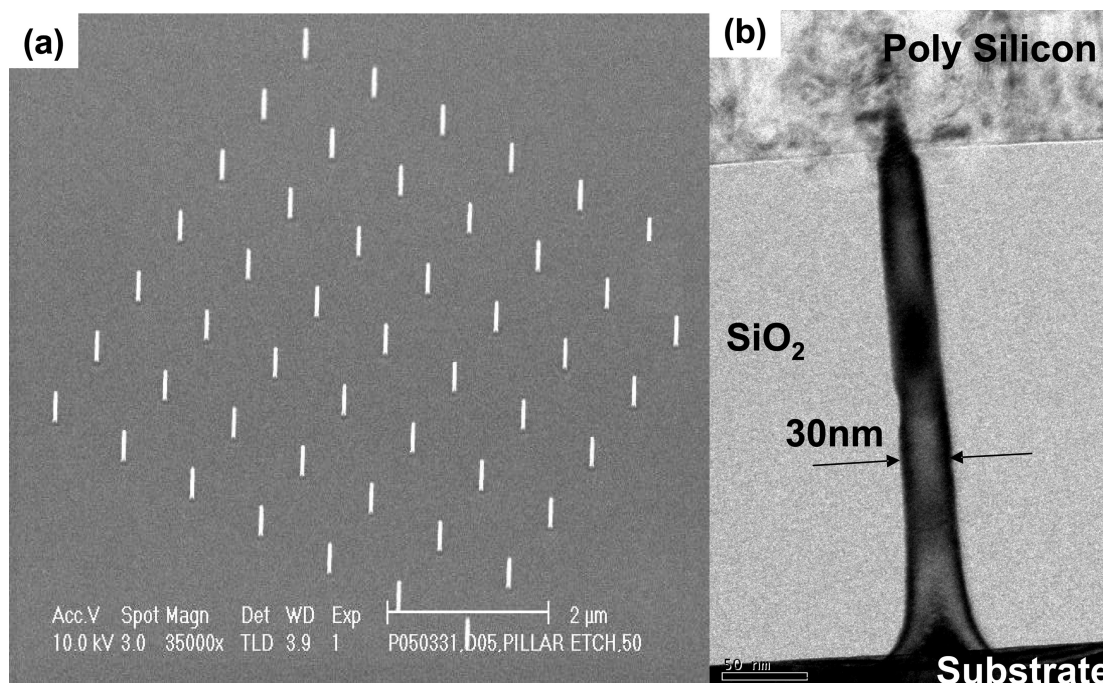 (a)
Acc.V Spot Magn Det WD Exp
10.0 kV 3.0 35000x TLD 3.9 1
2 µm
P050331,D05,PILLAR ETCH,50
(b)
Poly Silicon
SiO₂
30nm
50 nm
Substrate